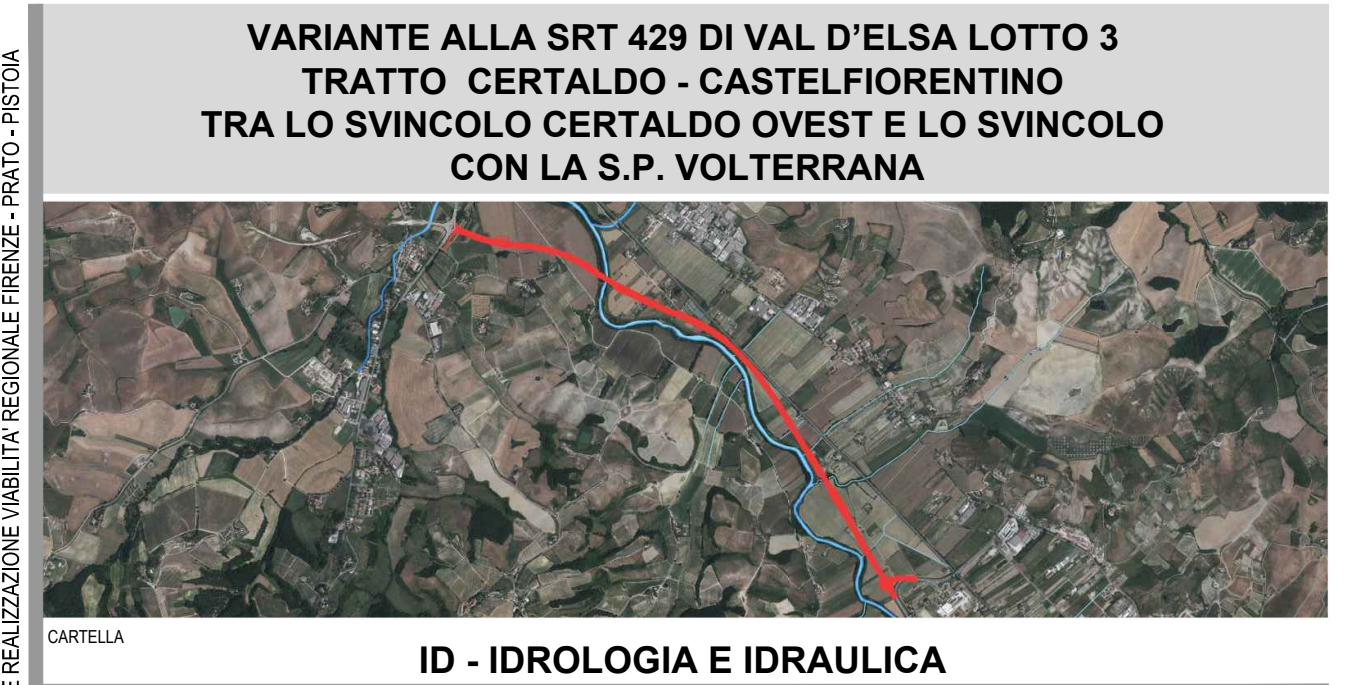 VARIANTE ALLA SRT 429 DI VAL D’ELSA LOTTO 3
TRATTO CERTALDO - CASTELFIORENTINO
TRA LO SVINCOLO CERTALDO OVEST E LO SVINCOLO
CON LA S.P. VOLTERRANA
CARTELLA
ID - IDROLOGIA E IDRAULICA
REALIZZAZIONE VIABILITA' REGIONALE FIRENZE - PRATO - PISTOIA